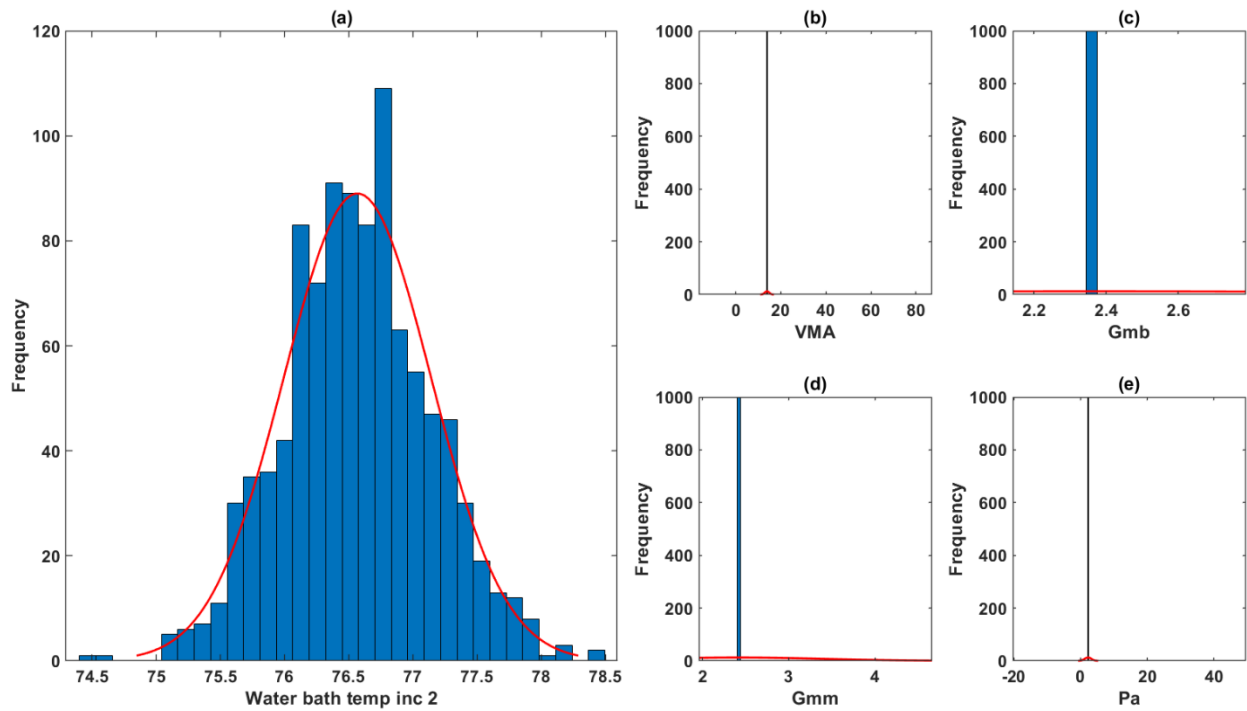 (a)
120
100
80
60
40
20
0
Frequency
74.5 75 75.5 76 76.5 77 77.5 78 78.5
Water bath temp inc 2
(b)
1000
800
600
400
200
0
Frequency
0 20 40 60 80
VMA
(c)
1000
800
600
400
200
0
Frequency
2.2 2.4 2.6
Gmb
(d)
1000
800
600
400
200
0
Frequency
2 3 4
Gmm
(e)
1000
800
600
400
200
0
Frequency
-20 0 20 40
Pa